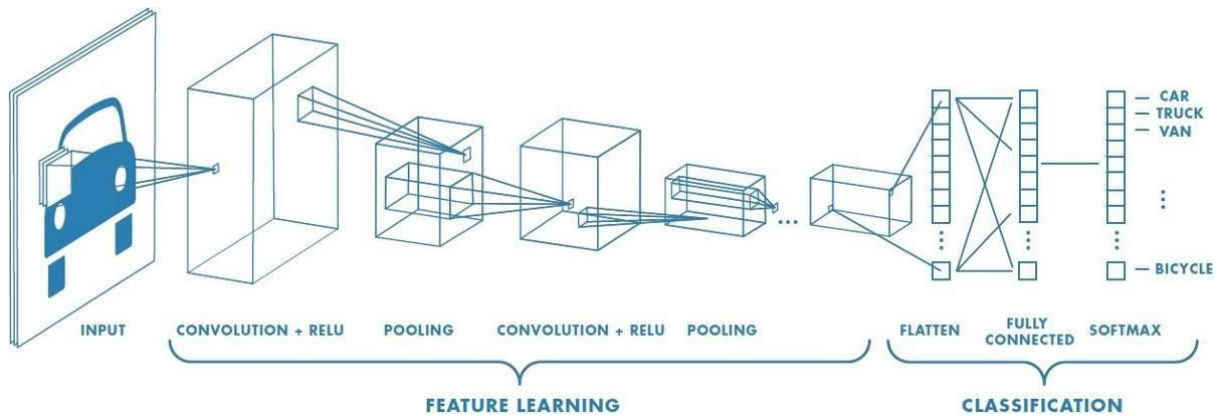 CAR
TRUCK
VAN
BICYCLE
INPUT
CONVOLUTION + RELU
POOLING
CONVOLUTION + RELU
POOLING
FLATTEN
FULLY
CONNECTED
SOFTMAX
FEATURE LEARNING
CLASSIFICATION